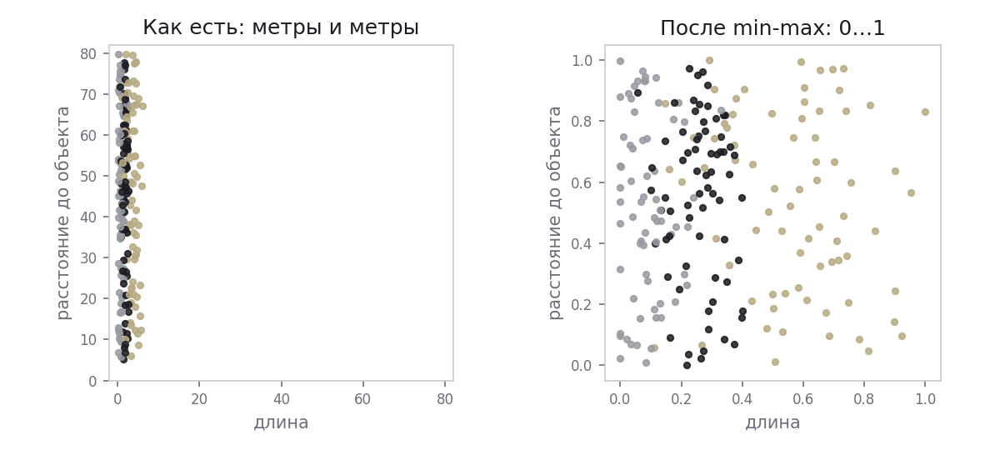 Как есть: метры и метры
80
70
60
50
40
30
20
10
0
расстояние до объекта
0 20 40 60 80
длина
После min-max: 0…1
1.0
0.8
0.6
0.4
0.2
0.0
расстояние до объекта
0.0 0.2 0.4 0.6 0.8 1.0
длина